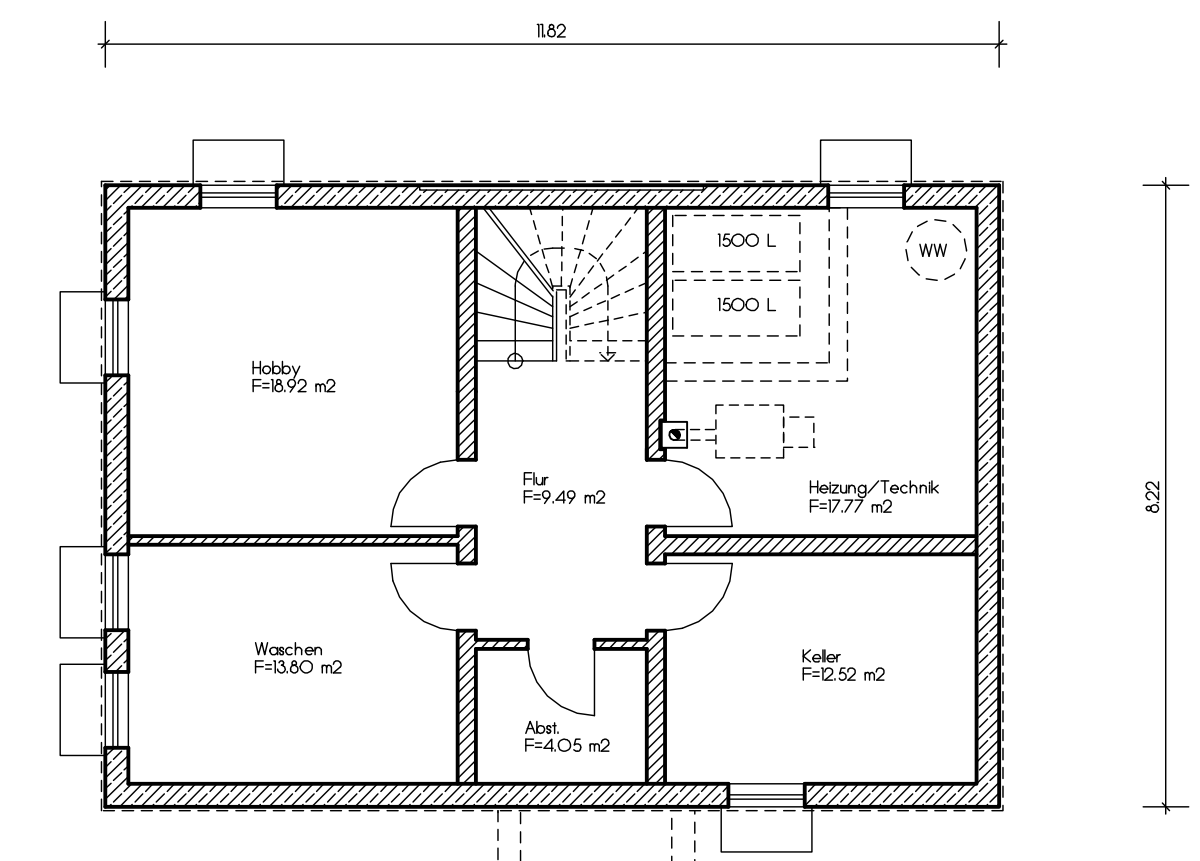 11.82
1500 L
WW
1500 L
Hobby
F=18.92 m2
Flur
F=9.49 m2
Heizung/Technik
F=17.77 m2
8.22
Waschen
F=13.80 m2
Keller
F=12.52 m2
Abst.
F=4.05 m2